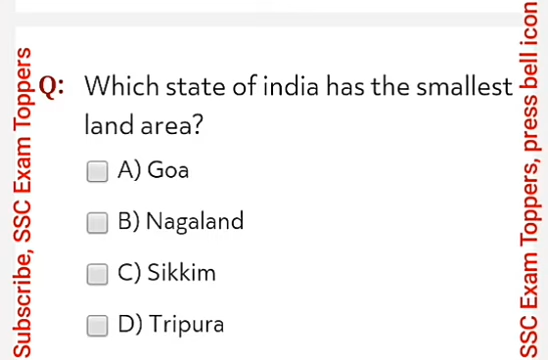 Q: Which state of india has the smallest
land area?
A) Goa
B) Nagaland
C) Sikkim
D) Tripura
Subscribe, SSC Exam Toppers
SSC Exam Toppers, press bell icon